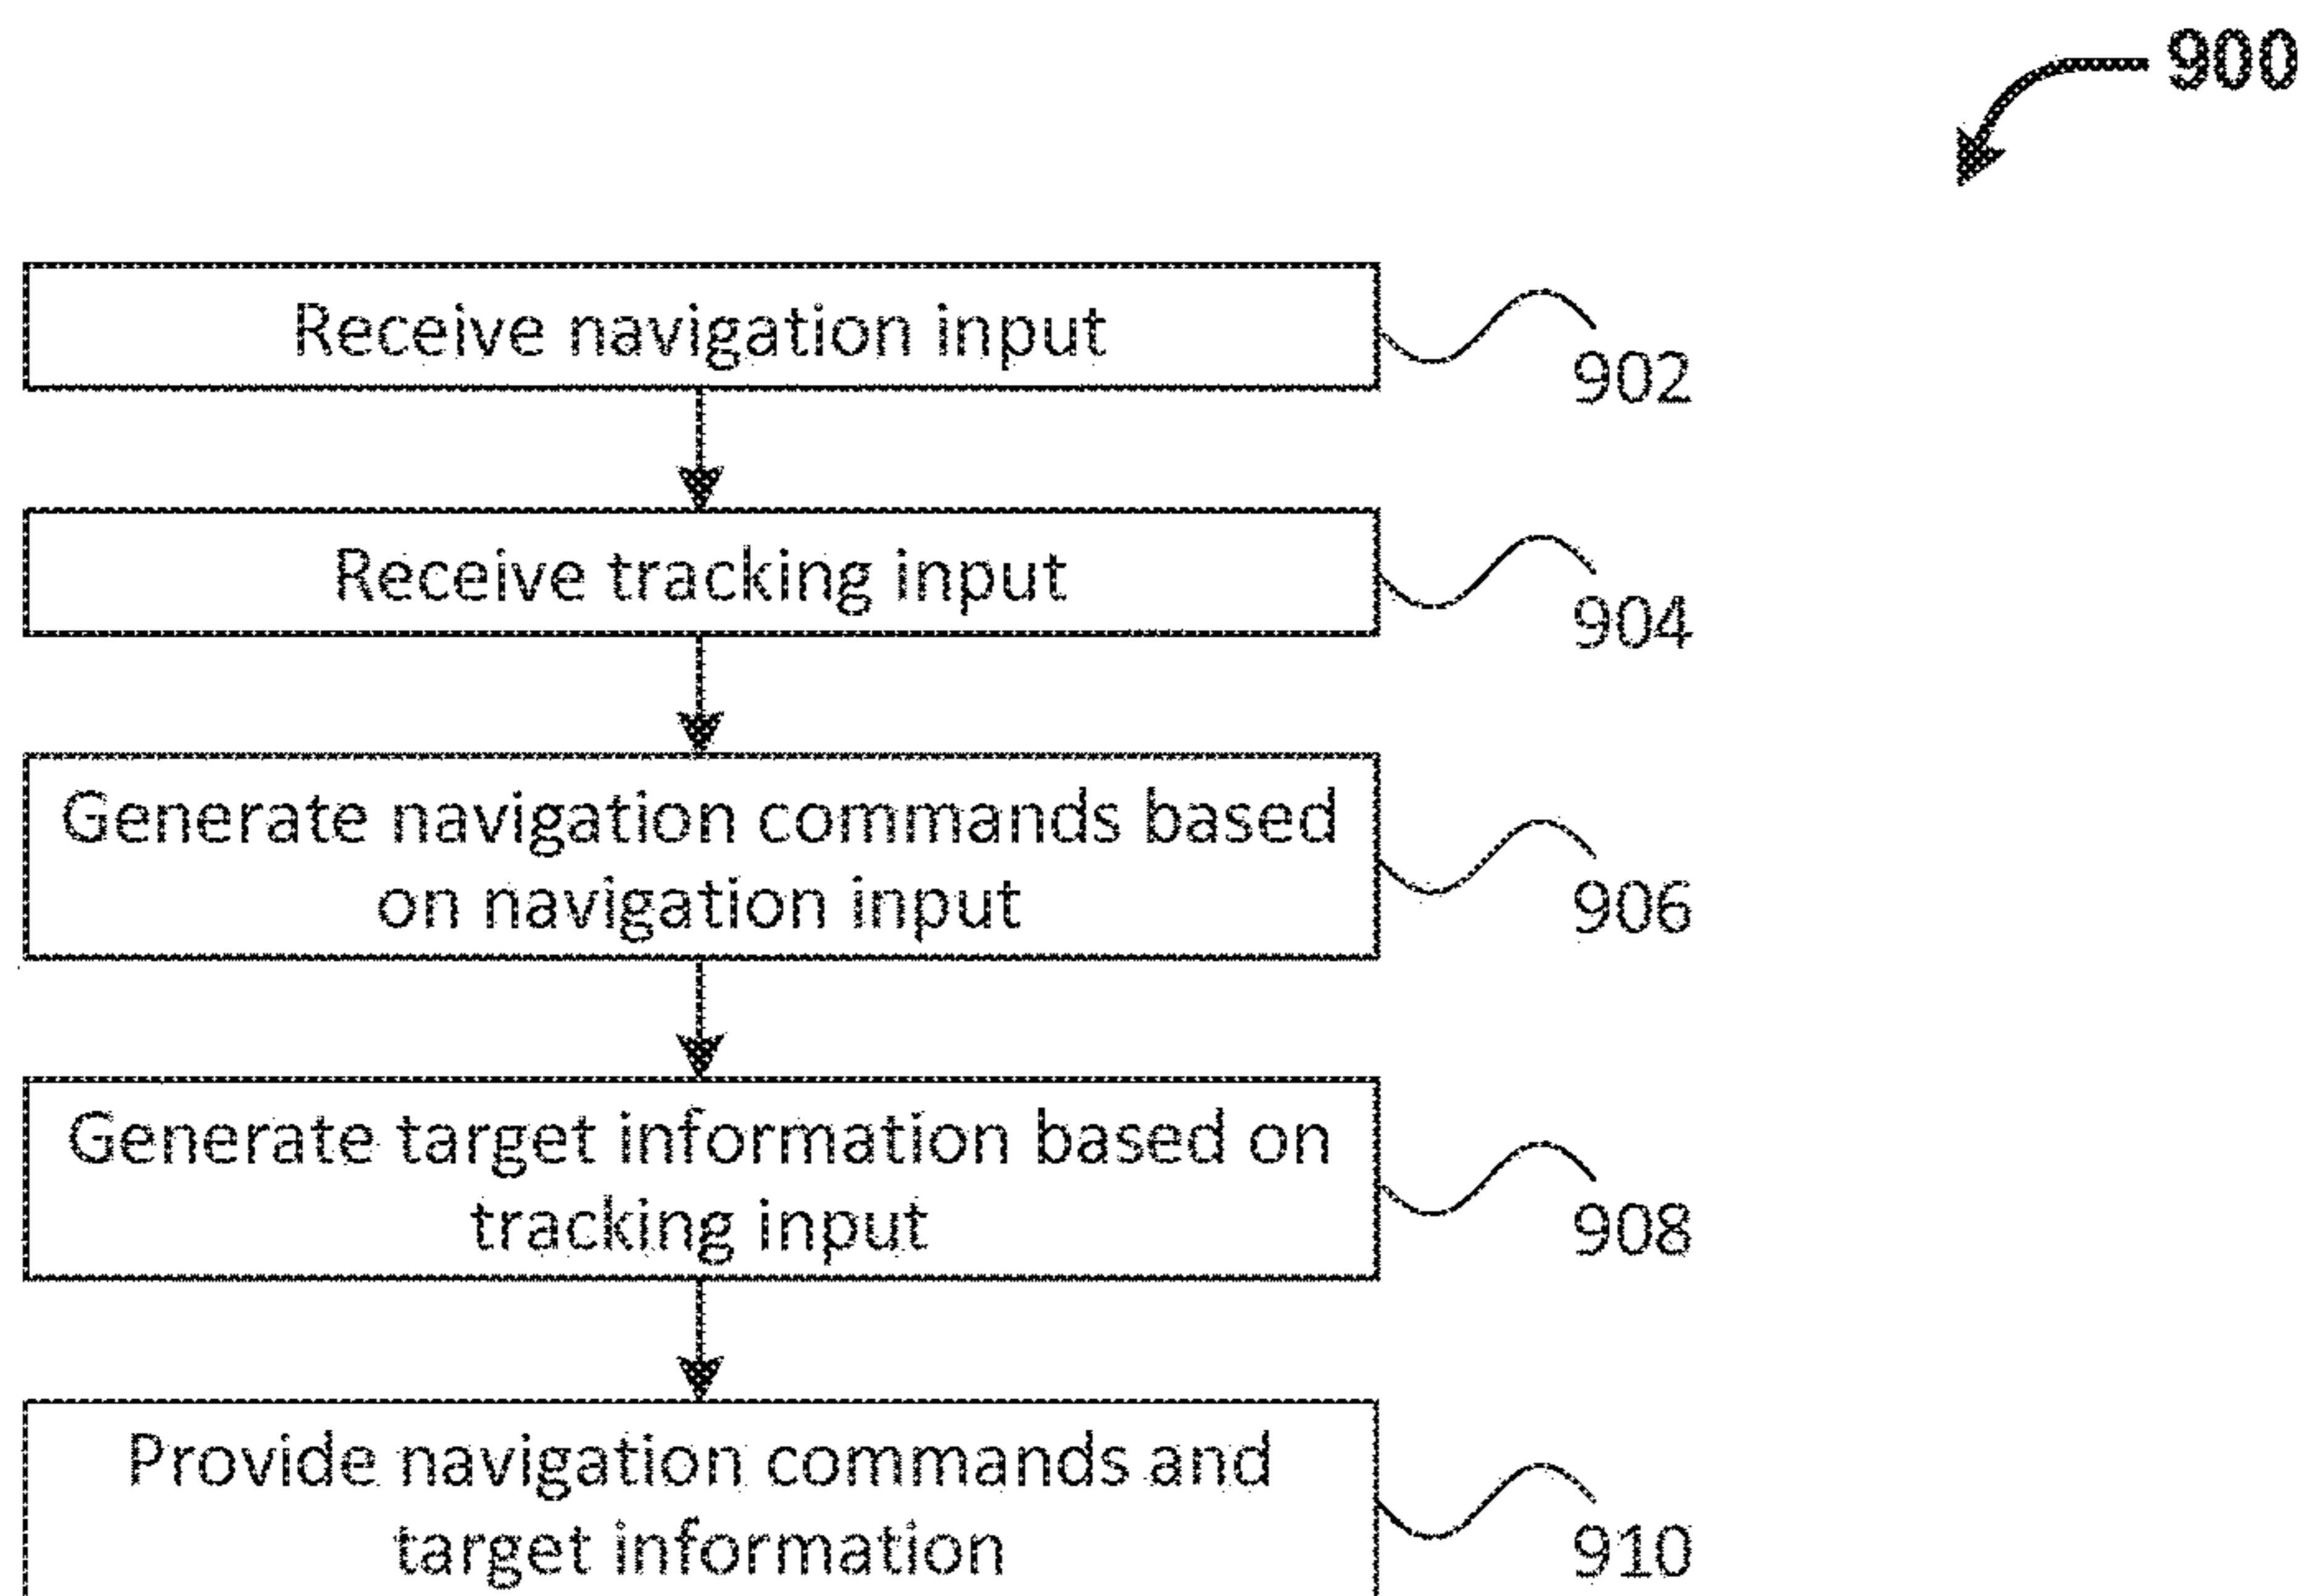 900
Receive navigation input
902
Receive tracking input
904
Generate navigation commands based
on navigation input
906
Generate target information based on
tracking input
908
Provide navigation commands and
target information
910